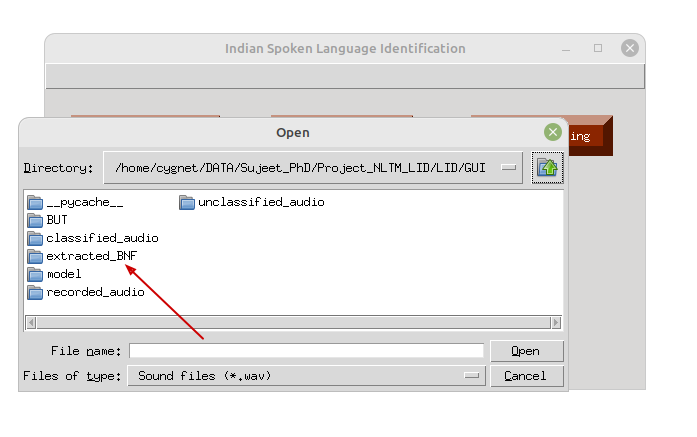 Indian Spoken Language Identification
ing
Open
Directory: /home/cygnet/DATA/Sujeet_PhD/Project_NLTM_LID/LID/GUI
__pycache__ unclassified_audio
BUT
classified_audio
extracted_BNF
model
recorded_audio
File name: Open
Files of type: Sound files (*.wav) Cancel